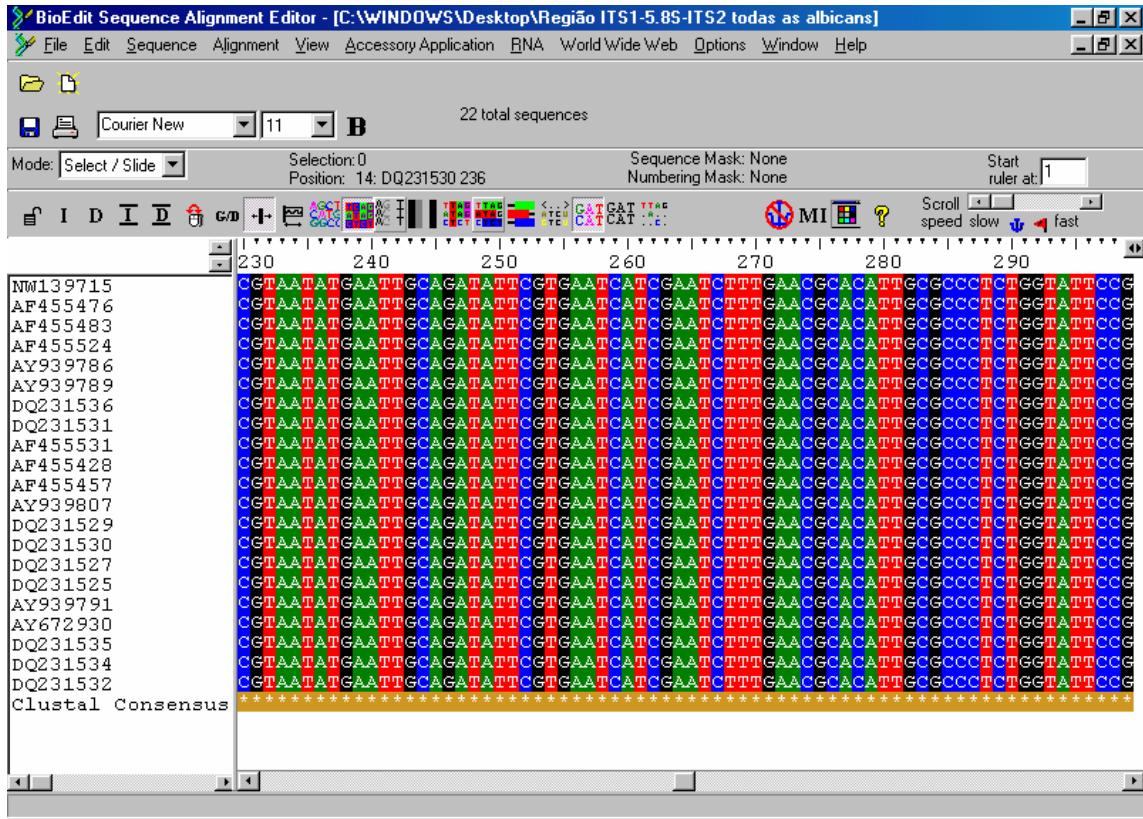 BioEdit Sequence Alignment Editor - [C:\WINDOWS\Desktop\Região ITS1-5.8S-ITS2 todas as albicans]
File Edit Sequence Alignment View Accessory Application RNA World Wide Web Options Window Help
22 total sequences
Courier New 11 B
Mode: Select / Slide Selection: 0 Sequence Mask: None Start
Position: 14: DQ231530 236 Numbering Mask: None ruler at: 1
I D I D G/D MI ? Scroll speed slow fast
230 240 250 260 270 280 290
NW139715 CGTAATATGAATTGCAGATATTCGTGAATCATCGAATCTTTGAACGCACATTGCGCCCTCTGGTATTCCG
AF455476 CGTAATATGAATTGCAGATATTCGTGAATCATCGAATCTTTGAACGCACATTGCGCCCTCTGGTATTCCG
AF455483 CGTAATATGAATTGCAGATATTCGTGAATCATCGAATCTTTGAACGCACATTGCGCCCTCTGGTATTCCG
AF455524 CGTAATATGAATTGCAGATATTCGTGAATCATCGAATCTTTGAACGCACATTGCGCCCTCTGGTATTCCG
AY939786 CGTAATATGAATTGCAGATATTCGTGAATCATCGAATCTTTGAACGCACATTGCGCCCTCTGGTATTCCG
AY939789 CGTAATATGAATTGCAGATATTCGTGAATCATCGAATCTTTGAACGCACATTGCGCCCTCTGGTATTCCG
DQ231536 CGTAATATGAATTGCAGATATTCGTGAATCATCGAATCTTTGAACGCACATTGCGCCCTCTGGTATTCCG
DQ231531 CGTAATATGAATTGCAGATATTCGTGAATCATCGAATCTTTGAACGCACATTGCGCCCTCTGGTATTCCG
AF455531 CGTAATATGAATTGCAGATATTCGTGAATCATCGAATCTTTGAACGCACATTGCGCCCTCTGGTATTCCG
AF455428 CGTAATATGAATTGCAGATATTCGTGAATCATCGAATCTTTGAACGCACATTGCGCCCTCTGGTATTCCG
AF455457 CGTAATATGAATTGCAGATATTCGTGAATCATCGAATCTTTGAACGCACATTGCGCCCTCTGGTATTCCG
AY939807 CGTAATATGAATTGCAGATATTCGTGAATCATCGAATCTTTGAACGCACATTGCGCCCTCTGGTATTCCG
DQ231529 CGTAATATGAATTGCAGATATTCGTGAATCATCGAATCTTTGAACGCACATTGCGCCCTCTGGTATTCCG
DQ231530 CGTAATATGAATTGCAGATATTCGTGAATCATCGAATCTTTGAACGCACATTGCGCCCTCTGGTATTCCG
DQ231527 CGTAATATGAATTGCAGATATTCGTGAATCATCGAATCTTTGAACGCACATTGCGCCCTCTGGTATTCCG
DQ231525 CGTAATATGAATTGCAGATATTCGTGAATCATCGAATCTTTGAACGCACATTGCGCCCTCTGGTATTCCG
AY939791 CGTAATATGAATTGCAGATATTCGTGAATCATCGAATCTTTGAACGCACATTGCGCCCTCTGGTATTCCG
AY672930 CGTAATATGAATTGCAGATATTCGTGAATCATCGAATCTTTGAACGCACATTGCGCCCTCTGGTATTCCG
DQ231535 CGTAATATGAATTGCAGATATTCGTGAATCATCGAATCTTTGAACGCACATTGCGCCCTCTGGTATTCCG
DQ231534 CGTAATATGAATTGCAGATATTCGTGAATCATCGAATCTTTGAACGCACATTGCGCCCTCTGGTATTCCG
DQ231532 CGTAATATGAATTGCAGATATTCGTGAATCATCGAATCTTTGAACGCACATTGCGCCCTCTGGTATTCCG
Clustal Consensus **********************************************************************